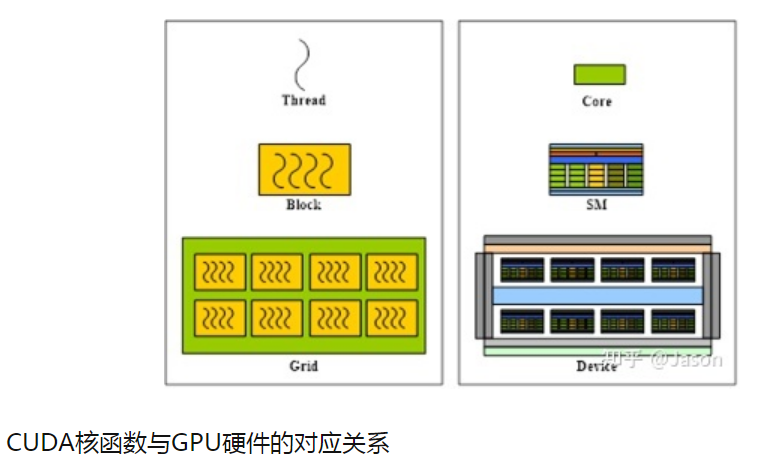 Thread
Core
Block
SM
Grid
Device
知乎 @Jason
CUDA核函数与GPU硬件的对应关系